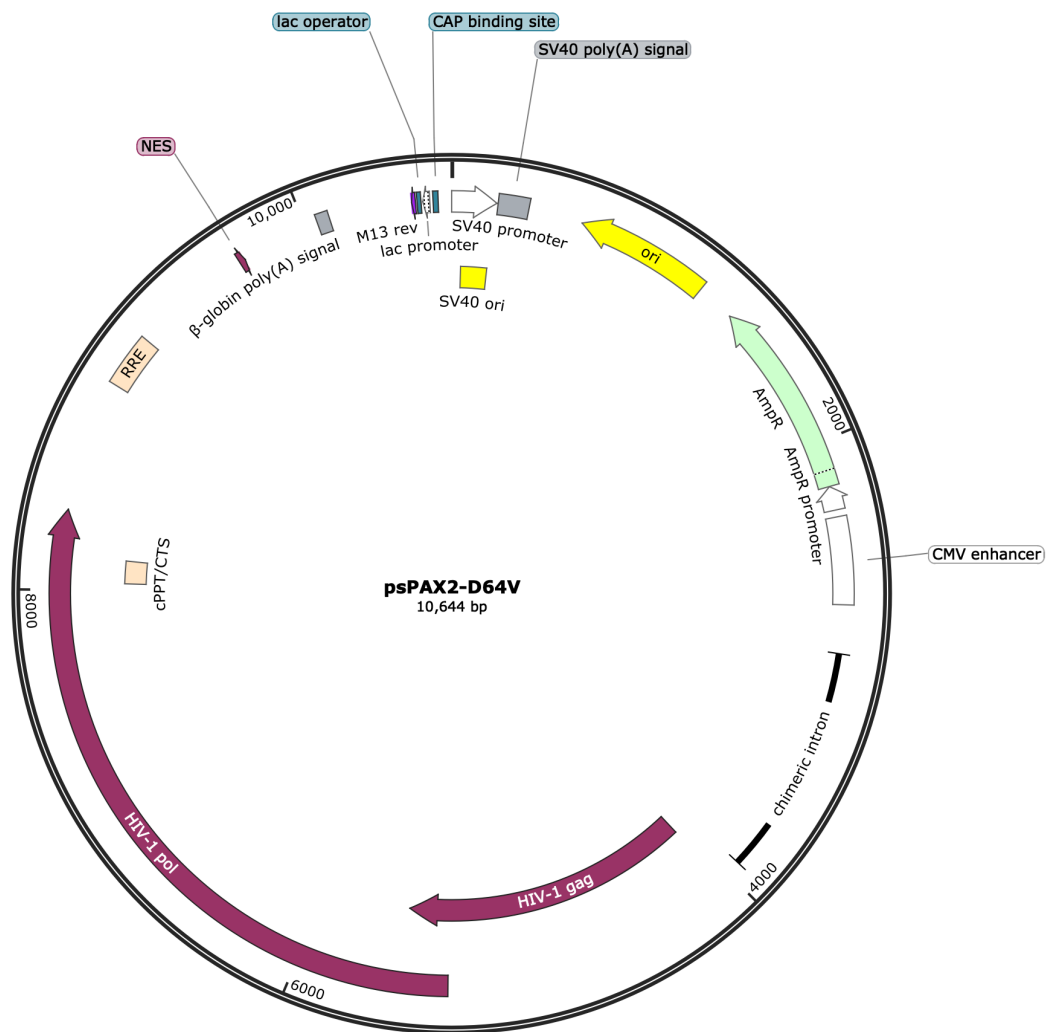 lac operator
CAP binding site
SV40 poly(A) signal
NES
10,000
M13 rev
lac promoter
SV40 promoter
β-globin poly(A) signal
SV40 ori
ori
RRE
AmpR
2000
AmpR promoter
CMV enhancer
cPPT/CTS
psPAX2-D64V
10,644 bp
8000
chimeric intron
HIV-1 pol
HIV-1 gag
4000
6000